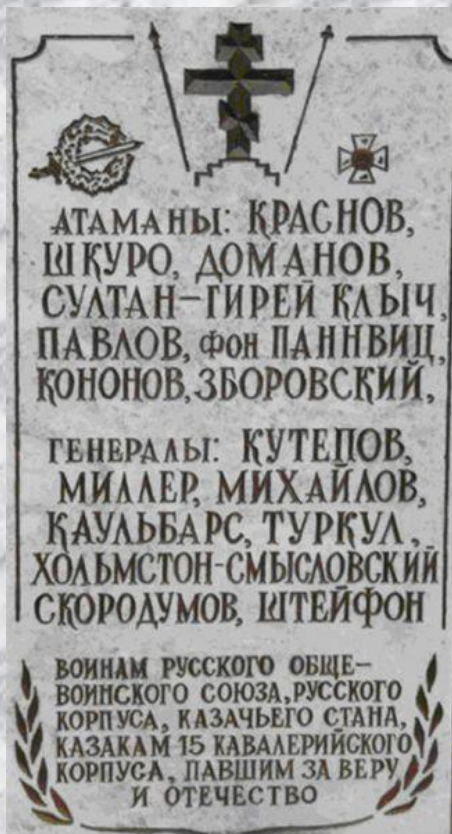 АТАМАНЫ: КРАСНОВ,
ШКУРО, ДОМАНОВ,
СУЛТАН-ГИРЕЙ КЛЫЧ,
ПАВЛОВ, фон ПАННВИЦ,
КОНОНОВ, ЗБОРОВСКИЙ,
ГЕНЕРАЛЫ: КУТЕПОВ,
МИЛЛЕР, МИХАЙЛОВ,
КАУЛЬБАРС, ТУРКУЛ,
ХОЛЬМСТОН-СМЫСЛОВСКИЙ
СКОРОДУМОВ, ШТЕЙФОН
ВОИНАМ РУССКОГО ОБЩЕ-
ВОИНСКОГО СОЮЗА, РУССКОГО
КОРПУСА, КАЗАЧЬЕГО СТАНА,
КАЗАКАМ 15 КАВАЛЕРИЙСКОГО
КОРПУСА, ПАВШИМ ЗА ВЕРУ
И ОТЕЧЕСТВО